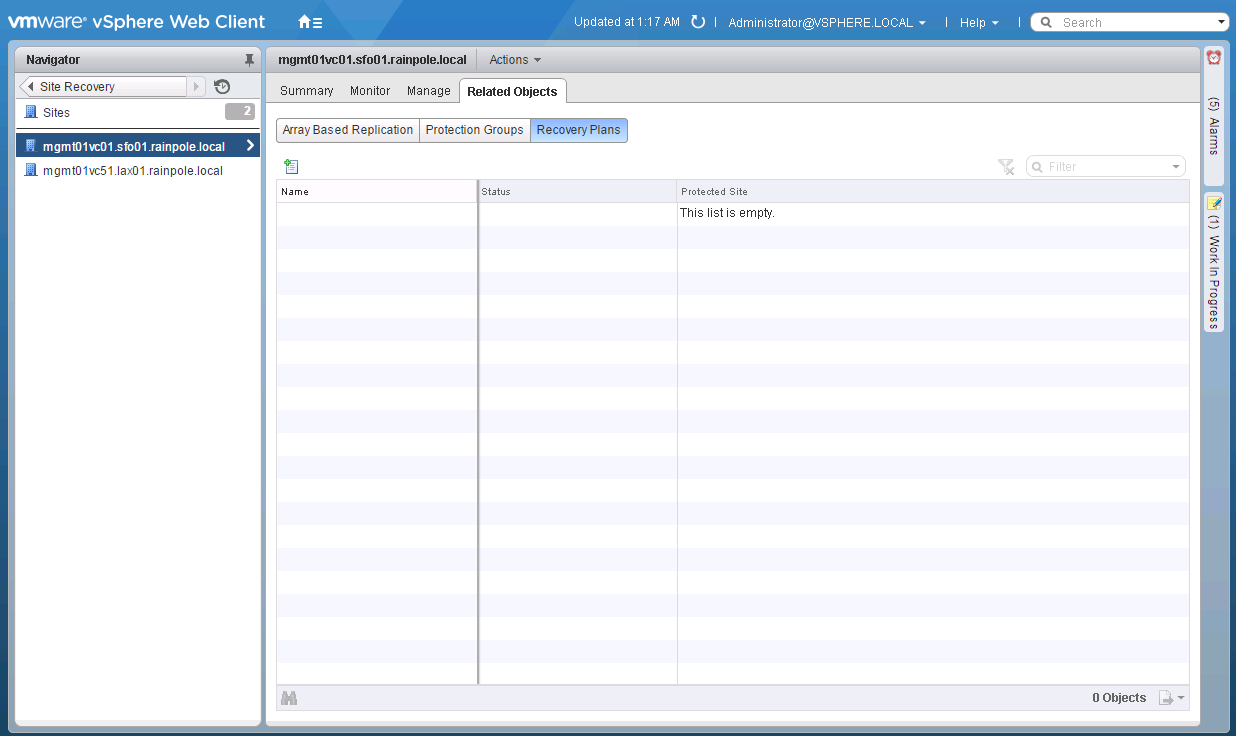 vmware® vSphere Web Client
Updated at 1:17 AM
Administrator@VSPHERE.LOCAL
Help
Search
Navigator
Site Recovery
Sites
2
mgmt01vc01.sfo01.rainpole.local
mgmt01vc51.lax01.rainpole.local
mgmt01vc01.sfo01.rainpole.local
Actions
Summary
Monitor
Manage
Related Objects
Array Based Replication
Protection Groups
Recovery Plans
Filter
Name
Status
Protected Site
This list is empty.
0 Objects
(5) Alarms
(1) Work In Progress